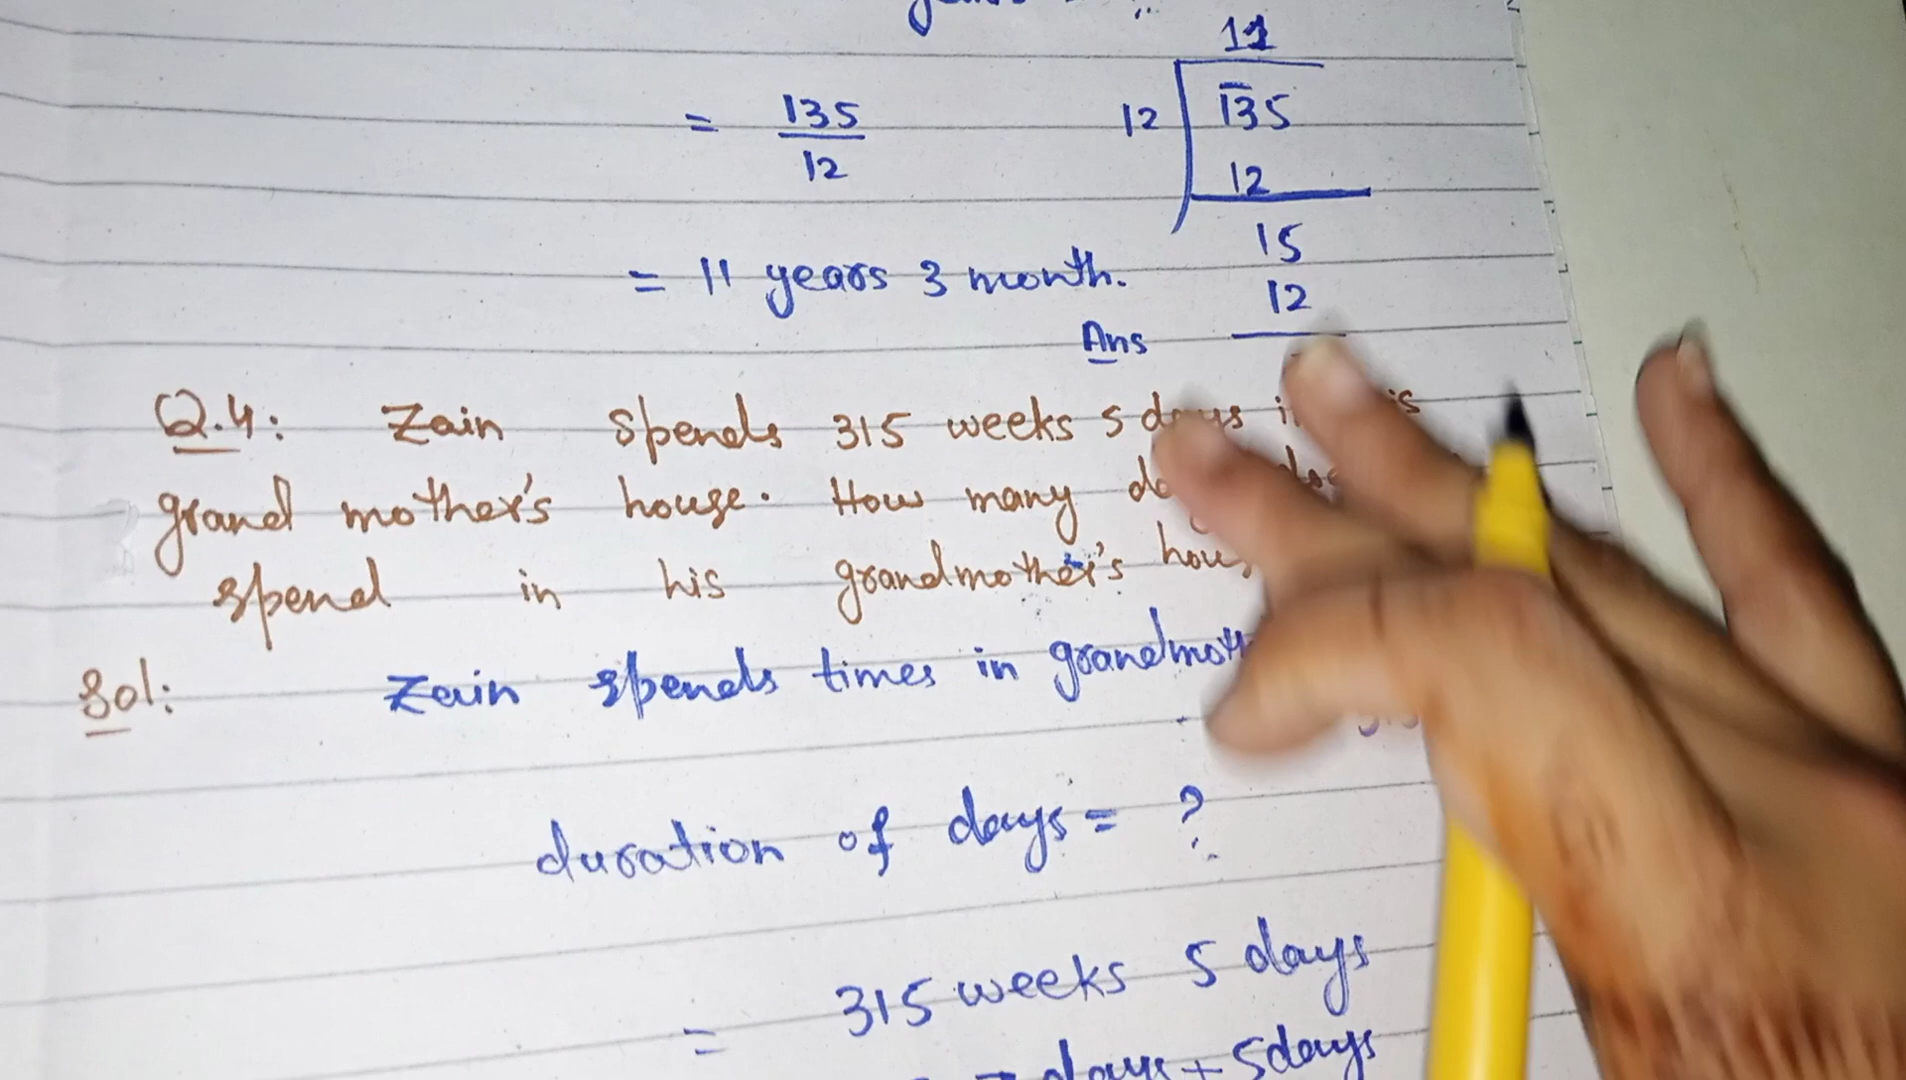 11
= 135/12
12 135
12
15
= 11 years 3 month.
12
Ans
Q.4: Zain spends 315 weeks 5 days
grand mother's house. How many
spend in his grandmother's
Sol: Zain spends times in
duration of days = ?
= 315 weeks 5 days
days + 5days